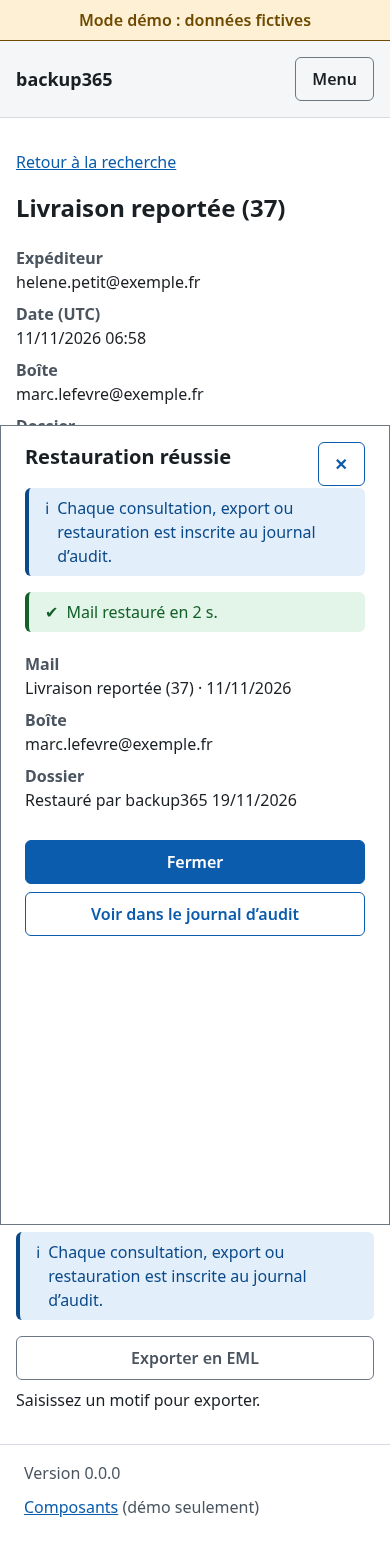 Mode démo : données fictives
backup365
Menu
Retour à la recherche
Livraison reportée (37)
Expéditeur
helene.petit@exemple.fr
Date (UTC)
11/11/2026 06:58
Boîte
marc.lefevre@exemple.fr
Dossier
Restauration réussie
✕
i Chaque consultation, export ou
restauration est inscrite au journal
d’audit.
✔ Mail restauré en 2 s.
Mail
Livraison reportée (37) · 11/11/2026
Boîte
marc.lefevre@exemple.fr
Dossier
Restauré par backup365 19/11/2026
Fermer
Voir dans le journal d’audit
i Chaque consultation, export ou
restauration est inscrite au journal
d’audit.
Exporter en EML
Saisissez un motif pour exporter.
Version 0.0.0
Composants (démo seulement)